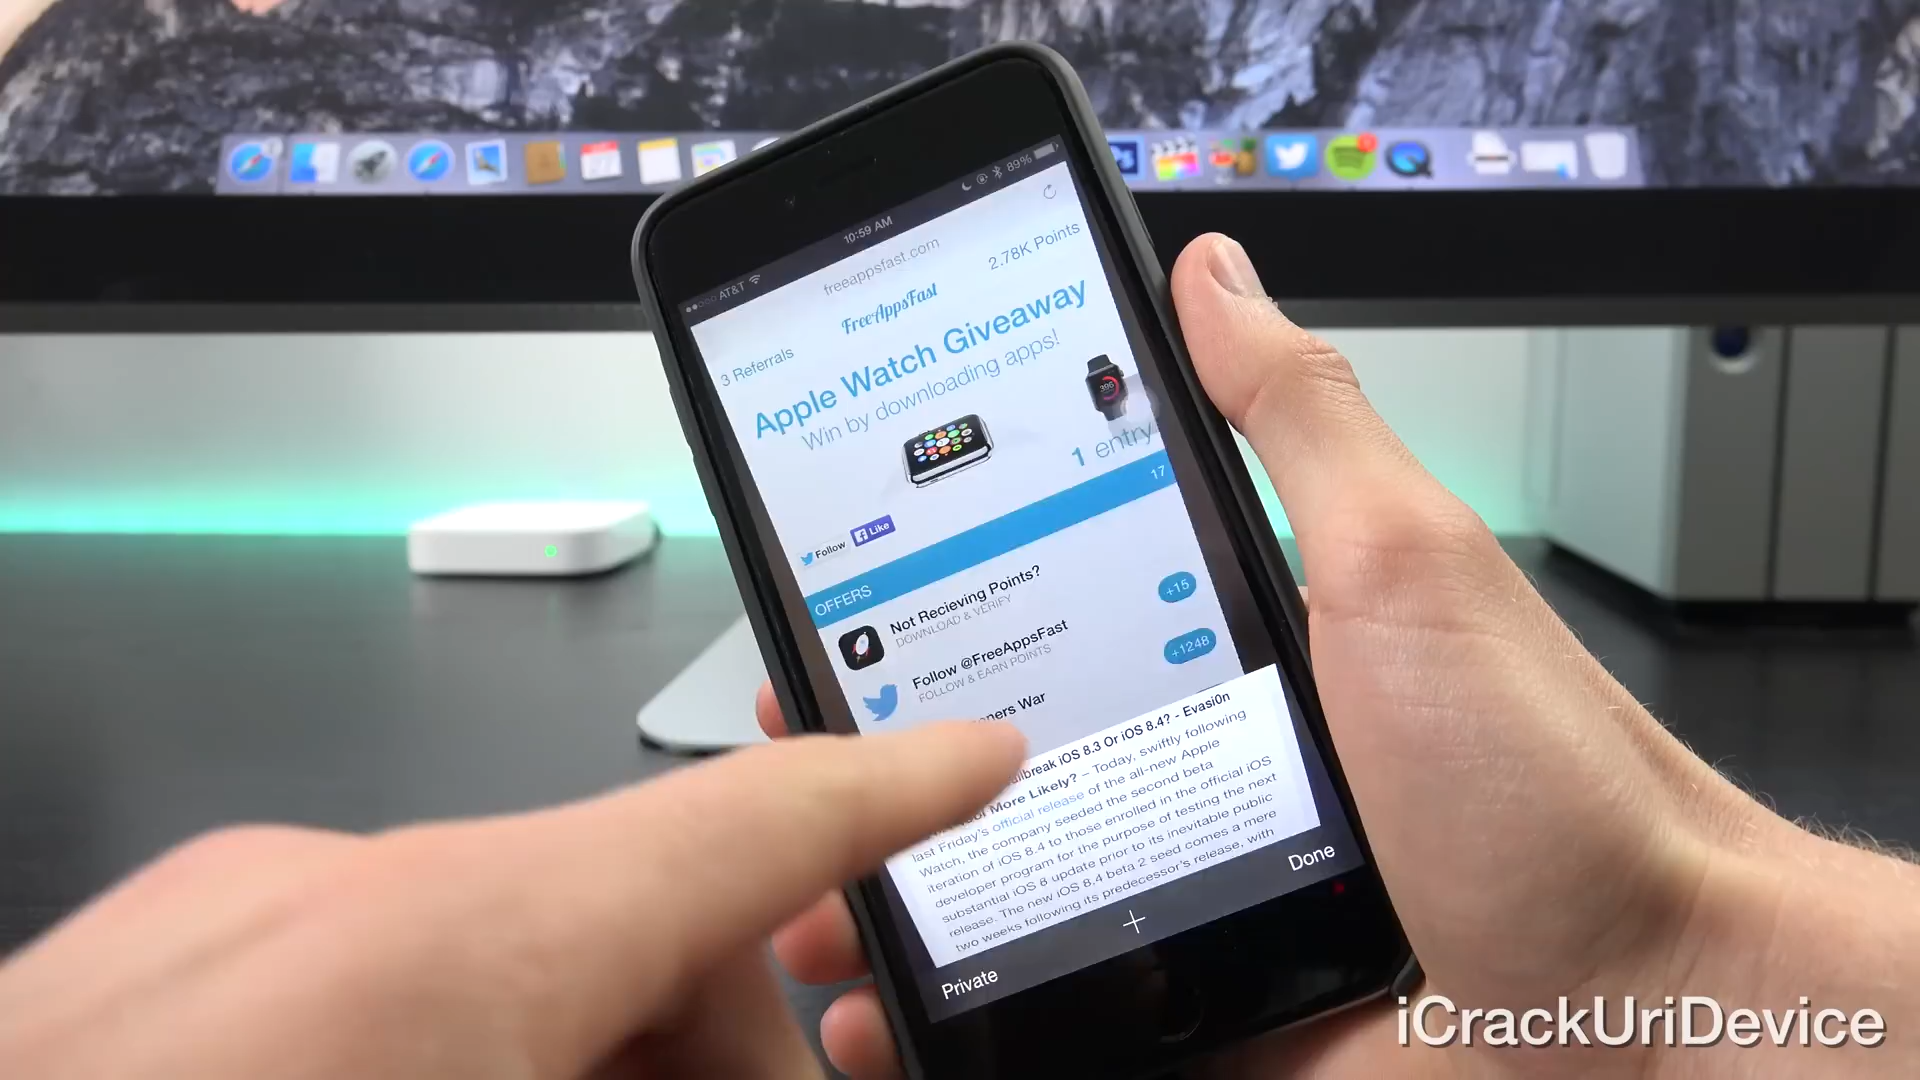 AT&T
10:59 AM
89%
freeappsfast.com
3 Referrals
FreeAppsFast
2.78K Points
Apple Watch Giveaway
Win by downloading apps!
396
1 entry
Follow
Like
OFFERS
17
Not Recieving Points?
DOWNLOAD & VERIFY
+15
Follow @FreeAppsFast
FOLLOW & EARN POINTS
+1248
War
iOS 8.3 Or iOS 8.4? - Evasi0n
More Likely? – Today, swiftly following
last Friday's official release of the all-new Apple
Watch, the company seeded the second beta
iteration of iOS 8.4 to those enrolled in the official iOS
developer program for the purpose of testing the next
substantial iOS 8 update prior to its inevitable public
release. The new iOS 8.4 beta 2 seed comes a mere
two weeks following its predecessor's release, with
Private
+
Done
iCrackUriDevice